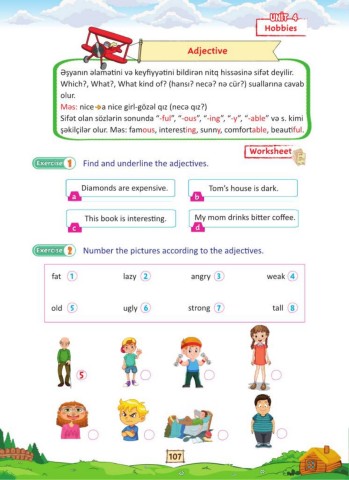 UNİT- 4
Hobbies
Adjective
Əşyanın əlamətini və keyfiyyətini bildirən nitq hissəsinə sifət deyilir.
Which?, What?, What kind of? (hansı? necə? nə cür?) suallarına cavab
olur.
Məs: nice➔a nice girl-gözəl qız (necə qız?)
Sifət olan sözlərin sonunda “-ful”, “-ous”, “-ing”, “-y”, “-able” və s. kimi
şəkilçilər olur. Məs: famous, interesting, sunny, comfortable, beautiful.
Worksheet
Exercise 1 Find and underline the adjectives.
a Diamonds are expensive.
b Tom's house is dark.
c This book is interesting.
d My mom drinks bitter coffee.
Exercise 2 Number the pictures according to the adjectives.
fat 1 lazy 2 angry 3 weak 4
old 5 ugly 6 strong 7 tall 8
5
107